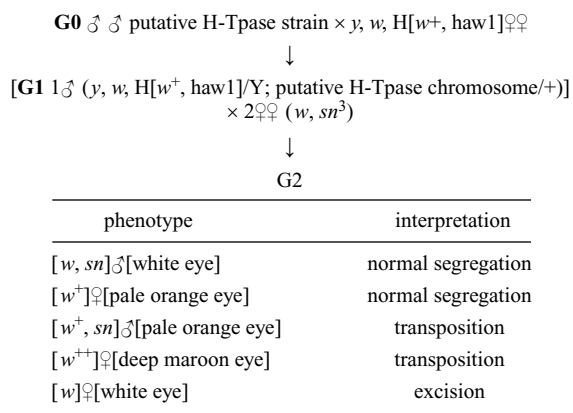 G0 ♂ ♂ putative H-Tpase strain × y, w, H[w+, haw1]♀♀
↓
[G1 1♂ (y, w, H[w⁺, haw1]/Y; putative H-Tpase chromosome/+)]
× 2♀♀ (w, sn³)
↓
G2
phenotype interpretation
[w, sn]♂[white eye] normal segregation
[w⁺]♀[pale orange eye] normal segregation
[w⁺, sn]♂[pale orange eye] transposition
[w⁺⁺]♀[deep maroon eye] transposition
[w]♀[white eye] excision